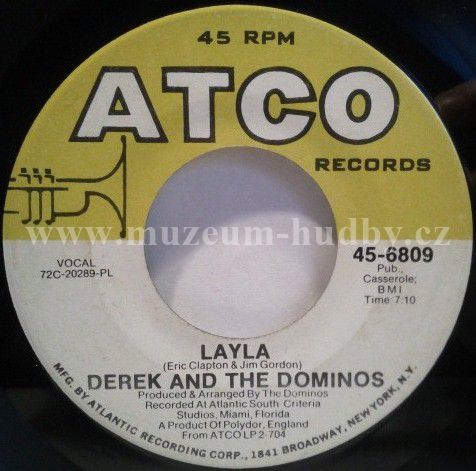 45 RPM
ATCO
RECORDS
www.muzeum-hudby.cz
VOCAL
72C-20289-PL
45-6809
Pub.,
Casserole;
BMI
Time 7:10
LAYLA
(Eric Clapton & Jim Gordon)
DEREK AND THE DOMINOS
Produced & Arranged By The Dominos
Recorded At Atlantic South-Criteria
Studios, Miami, Florida
A Product Of Polydor, England
From ATCO LP 2-704
MFG. BY ATLANTIC RECORDING CORP., 1841 BROADWAY, NEW YORK, N.Y.